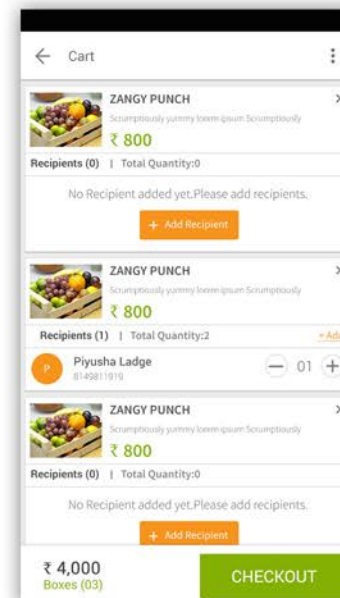 Cart
ZANGY PUNCH
Scrumptiously yummy lorem ipsum Scrumptiously
₹ 800
Recipients (0) | Total Quantity:0
No Recipient added yet.Please add recipients.
+ Add Recipient
ZANGY PUNCH
Scrumptiously yummy lorem ipsum Scrumptiously
₹ 800
Recipients (1) | Total Quantity:2
+ Add
P
Piyusha Ladge
8149811919
01
ZANGY PUNCH
Scrumptiously yummy lorem ipsum Scrumptiously
₹ 800
Recipients (0) | Total Quantity:0
No Recipient added yet.Please add recipients.
+ Add Recipient
₹ 4,000
Boxes (03)
CHECKOUT